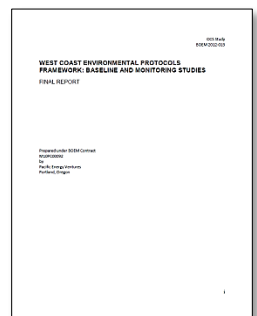 OCS Study
BOEM 2012-013
WEST COAST ENVIRONMENTAL PROTOCOLS
FRAMEWORK: BASELINE AND MONITORING STUDIES
FINAL REPORT
Prepared under BOEM Contract
M10PC00092
by
Pacific Energy Ventures
Portland, Oregon